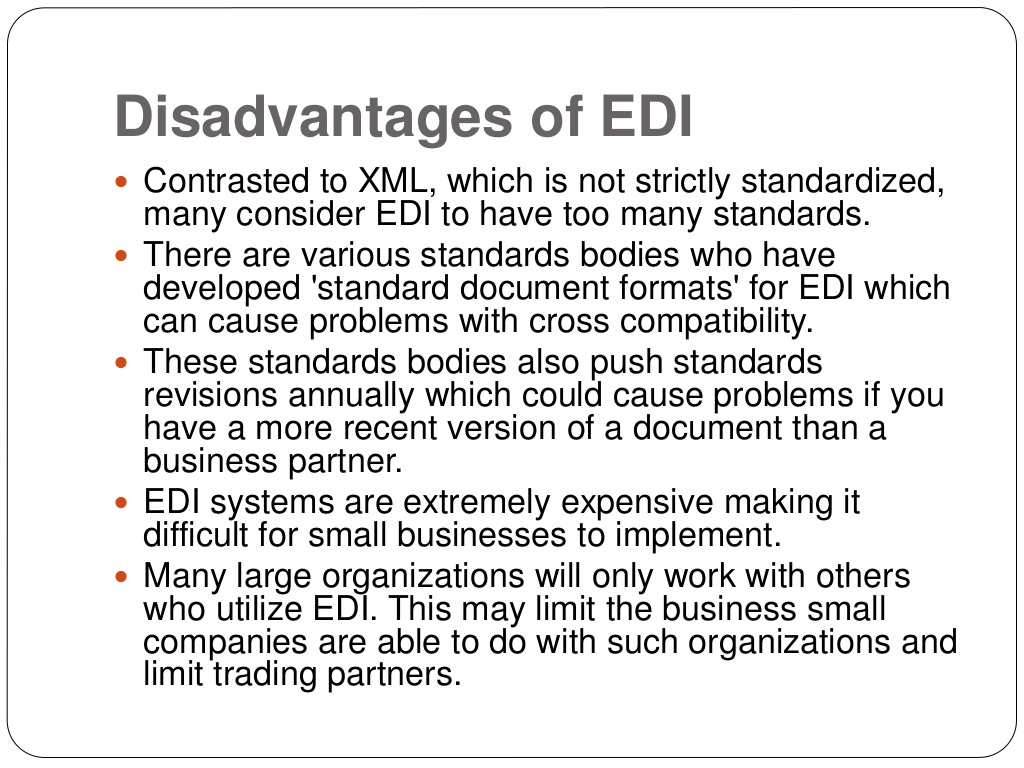 Disadvantages of EDI
• Contrasted to XML, which is not strictly standardized,
many consider EDI to have too many standards.
• There are various standards bodies who have
developed 'standard document formats' for EDI which
can cause problems with cross compatibility.
• These standards bodies also push standards
revisions annually which could cause problems if you
have a more recent version of a document than a
business partner.
• EDI systems are extremely expensive making it
difficult for small businesses to implement.
• Many large organizations will only work with others
who utilize EDI. This may limit the business small
companies are able to do with such organizations and
limit trading partners.